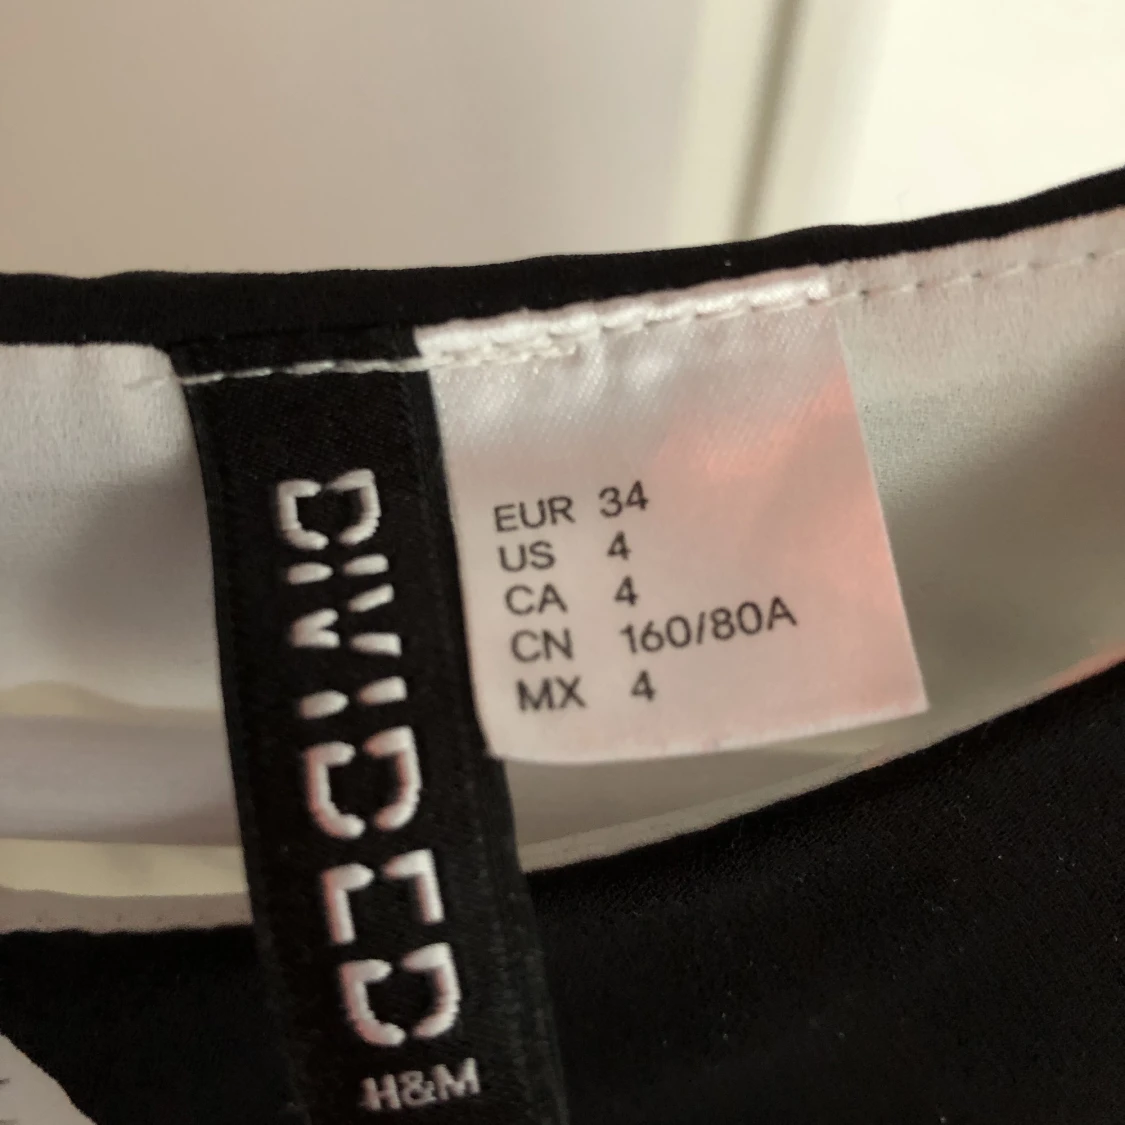 DIVIDED
H&M
EUR 34
US 4
CA 4
CN 160/80A
MX 4